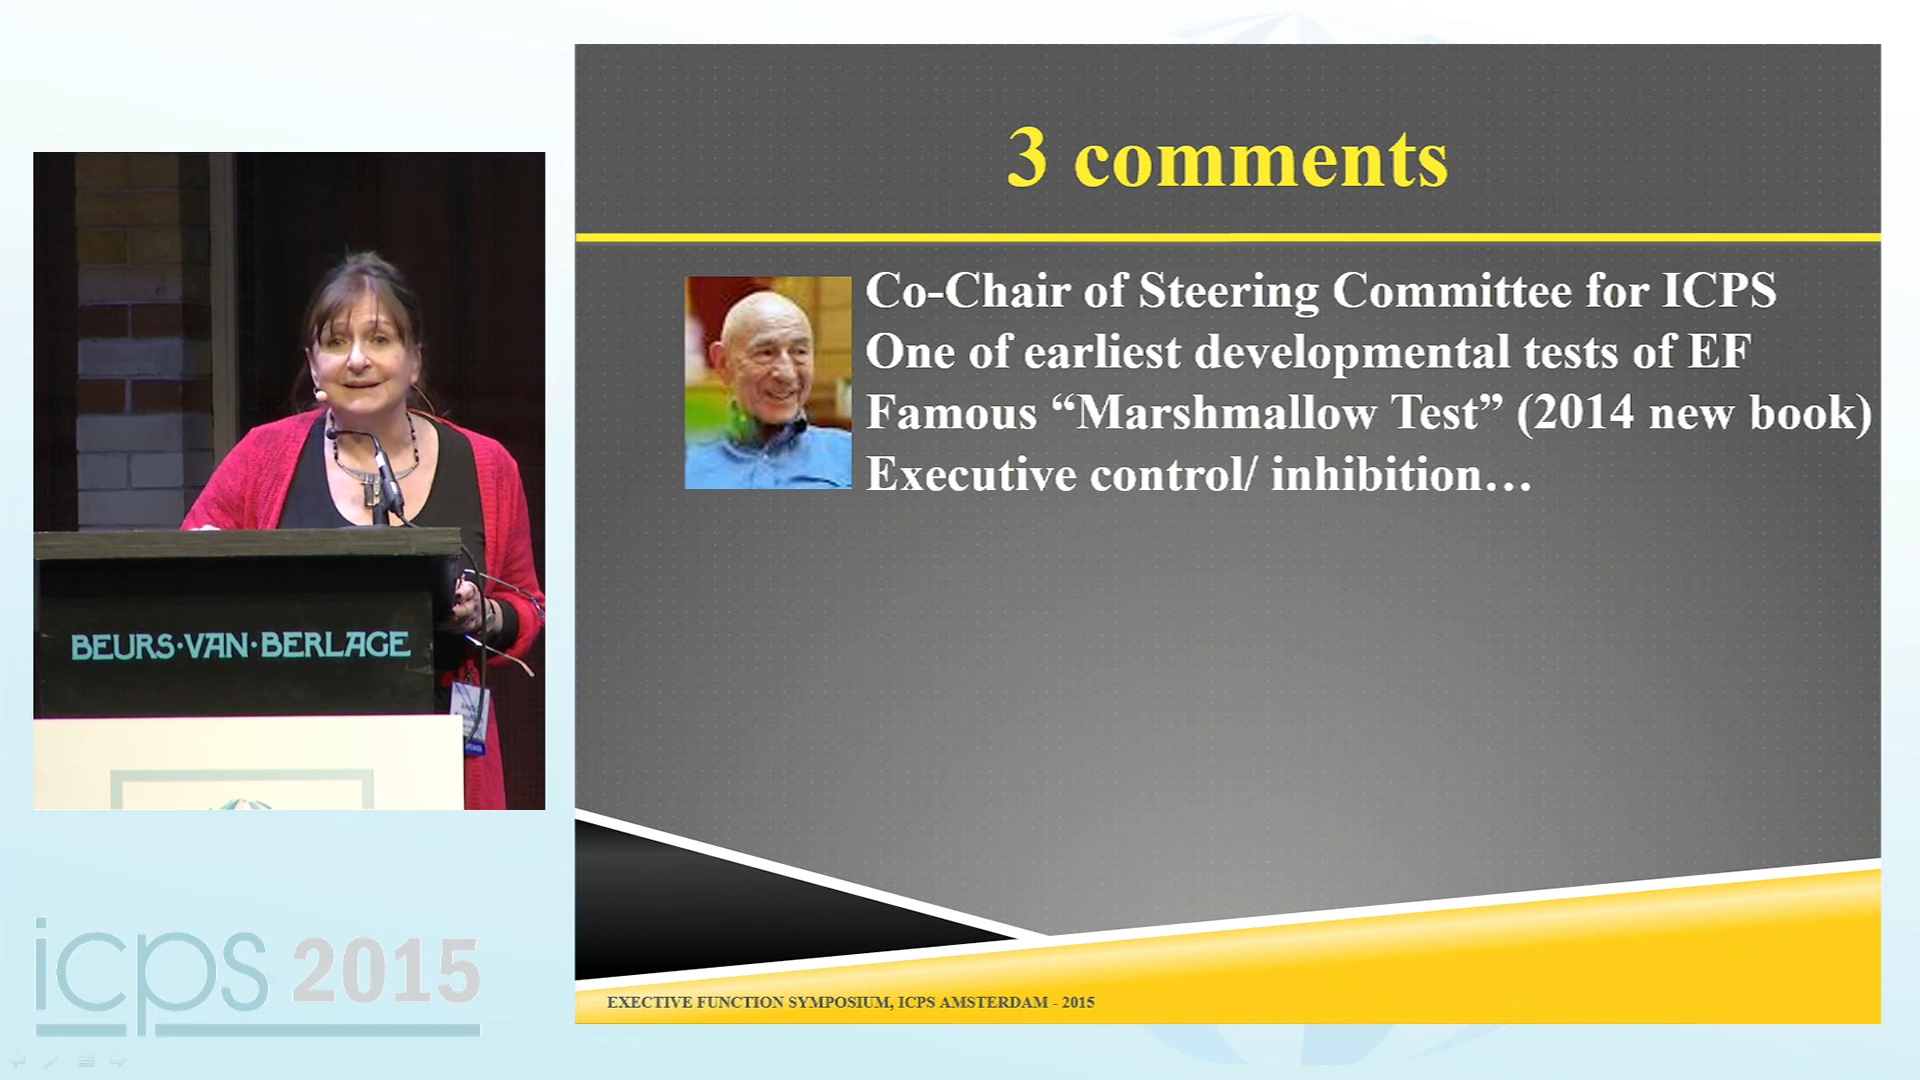 3 comments
Co-Chair of Steering Committee for ICPS
One of earliest developmental tests of EF
Famous “Marshmallow Test” (2014 new book)
Executive control/ inhibition…
BEURS·VAN·BERLAGE
icps 2015
EXECTIVE FUNCTION SYMPOSIUM, ICPS AMSTERDAM - 2015